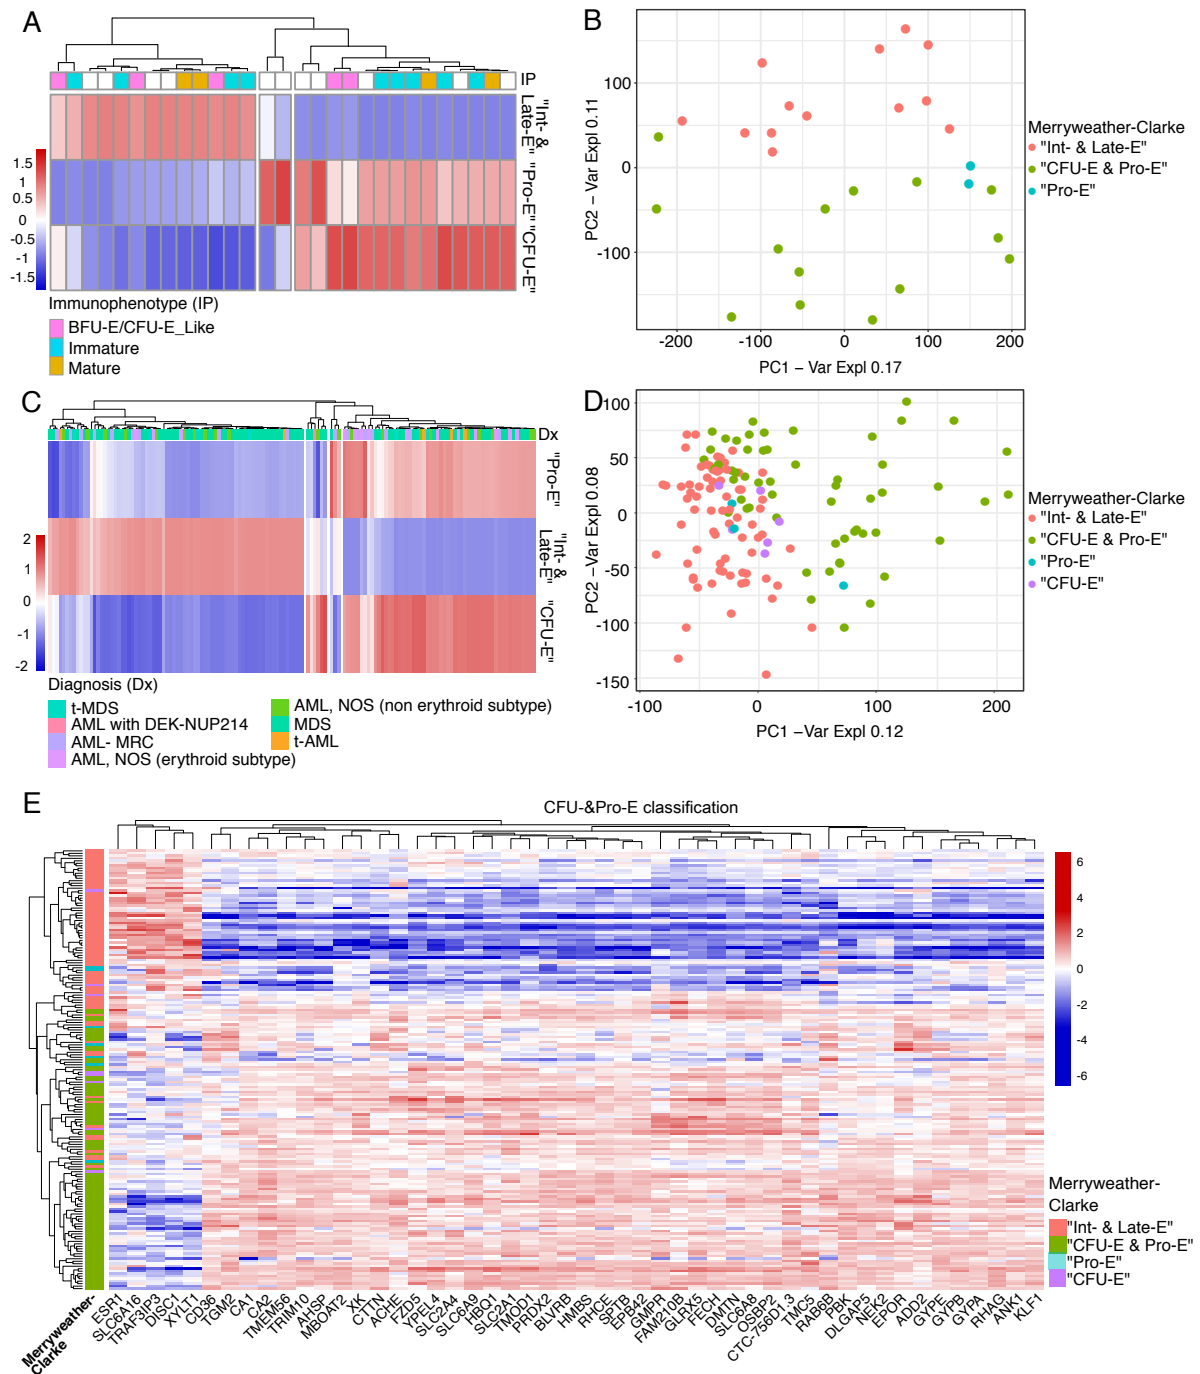 A
IP
"Int- &
Late-E"
"Pro-E"
"CFU-E"
1.5
1
0.5
0
-0.5
-1
-1.5
Immunophenotype (IP)
BFU-E/CFU-E_Like
Immature
Mature
B
PC2 – Var Expl 0.11
100
0
-100
-200
-100
0
100
200
PC1 – Var Expl 0.17
Merryweather-Clarke
"Int- & Late-E"
"CFU-E & Pro-E"
"Pro-E"
C
Dx
"Pro-E"
"Int- &
Late-E"
"CFU-E"
2
1
0
-1
-2
Diagnosis (Dx)
t-MDS
AML with DEK-NUP214
AML- MRC
AML, NOS (erythroid subtype)
AML, NOS (non erythroid subtype)
MDS
t-AML
D
PC2 –Var Expl 0.08
100
50
0
-50
-100
-150
-100
0
100
200
PC1 –Var Expl 0.12
Merryweather-Clarke
"Int- & Late-E"
"CFU-E & Pro-E"
"Pro-E"
"CFU-E"
E
CFU-&Pro-E classification
6
4
2
0
-2
-4
-6
Merryweather-
Clarke
"Int- & Late-E"
"CFU-E & Pro-E"
"Pro-E"
"CFU-E"
Merryweather-
Clarke
ESR1
SLC6A16
TRAF3IP3
DISC1
XYLT1
CD36
TGM2
CA1
CA2
TMEM56
TRIM10
AHSP
MBOAT2
XK
CTTN
ACHE
FZD5
YPEL4
SLC2A4
SLC6A9
HBQ1
SLC2A1
TMOD1
PRDX2
BLVRB
HMBS
RHCE
SPTB
EPB42
GMPR
FAM210B
GLRX5
FECH
DMTN
SLC6A8
OSBP2
CTC-756D1.3
TMC5
RAB6B
PBK
DLGAP5
NEK2
EPOR
ADD2
GYPE
GYPB
GYPA
RHAG
ANK1
KLF1